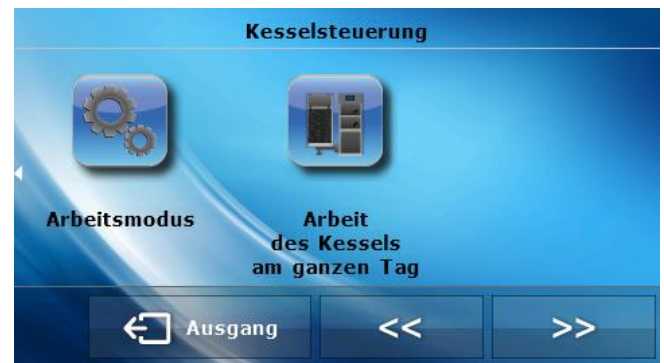 Kesselsteuerung
Arbeitsmodus
Arbeit
des Kessels
am ganzen Tag
Ausgang
<<
>>